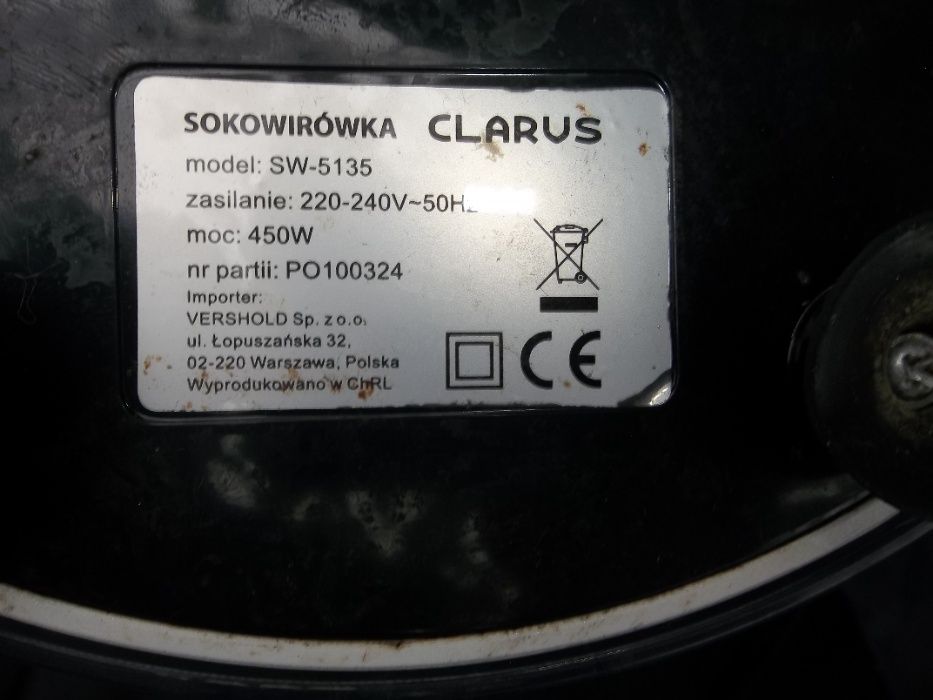 SOKOWIRÓWKA CLARUS
model: SW-5135
zasilanie: 220-240V~50Hz
moc: 450W
nr partii: PO100324
Importer:
VERSHOLD Sp. z o.o.
ul. Łopuszańska 32,
02-220 Warszawa, Polska
Wyprodukowano w ChRL
CE